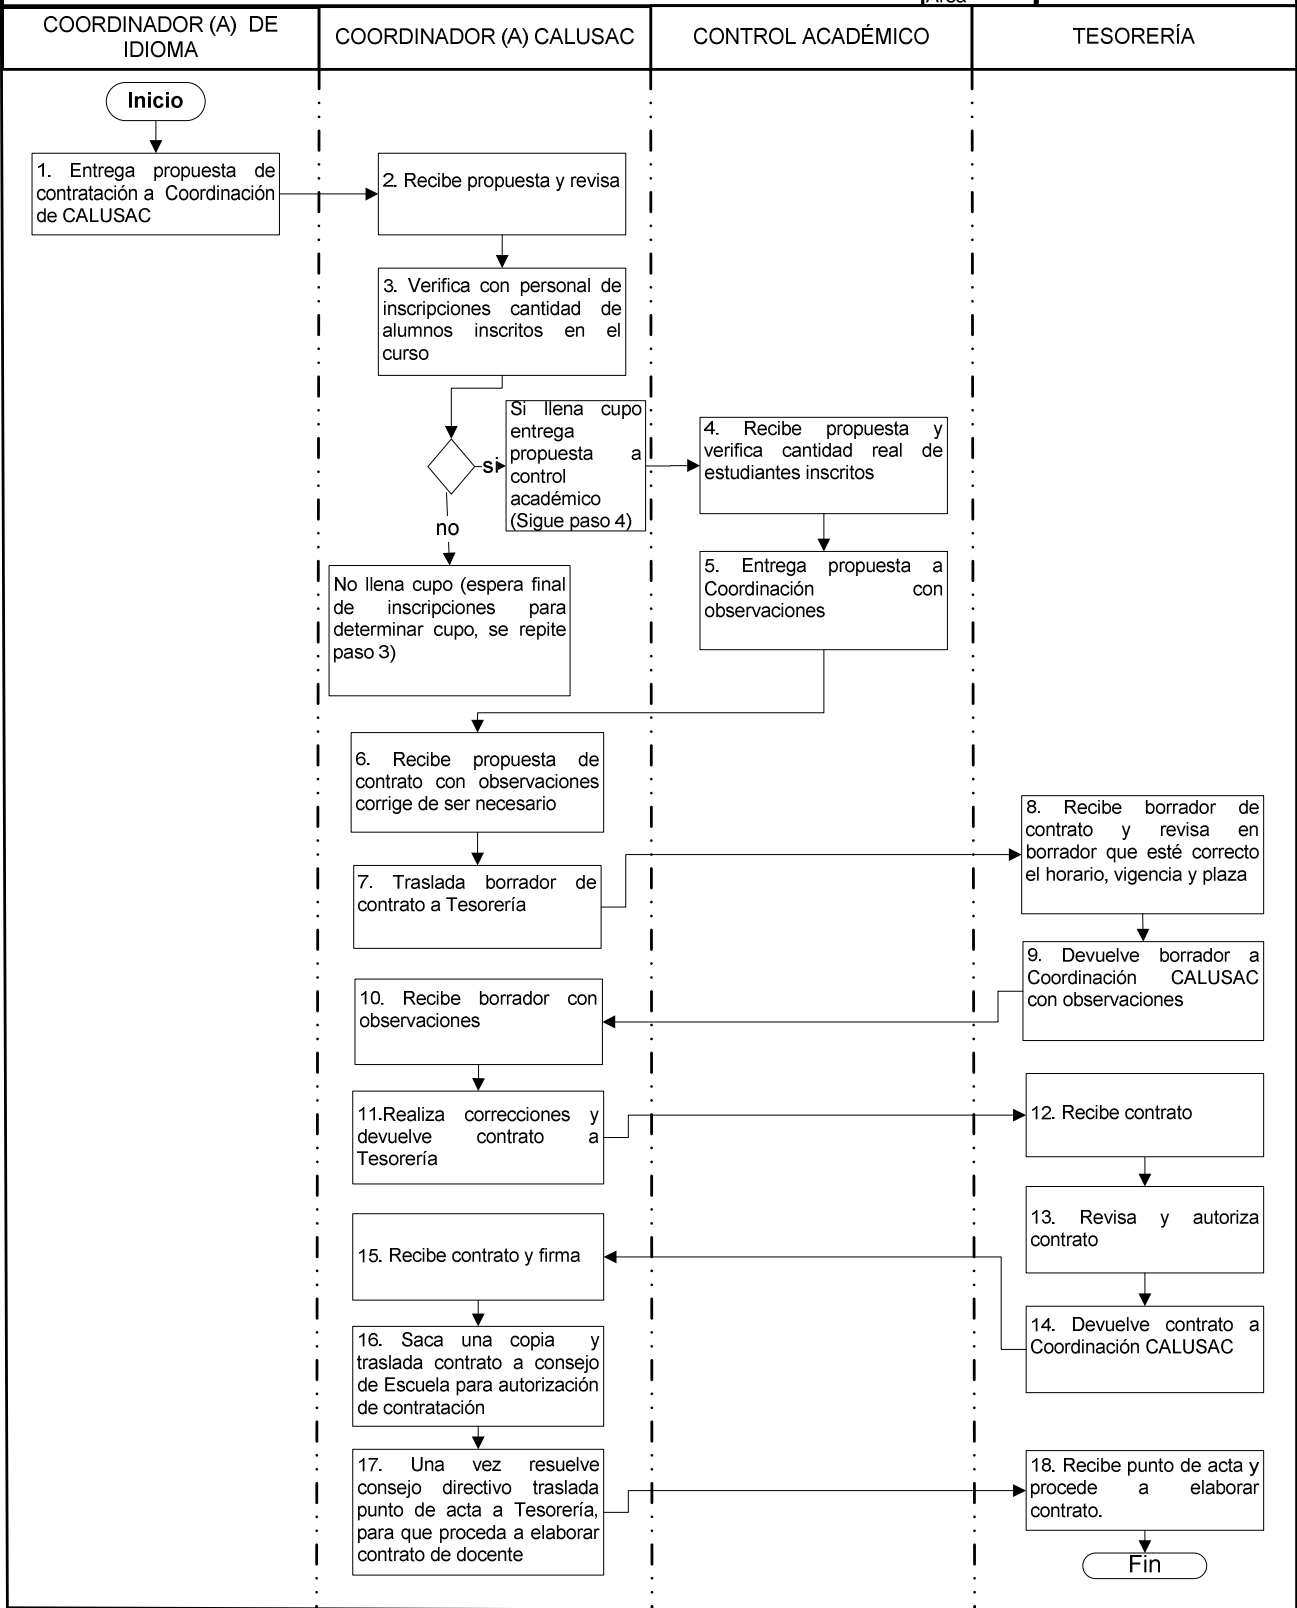 Area
COORDINADOR (A) DE
IDIOMA
COORDINADOR (A) CALUSAC
CONTROL ACADÉMICO
TESORERÍA
Inicio
1. Entrega propuesta de
contratación a Coordinación
de CALUSAC
2. Recibe propuesta y revisa
3. Verifica con personal de
inscripciones cantidad de
alumnos inscritos en el
curso
si
Si llena cupo
entrega
propuesta a
control
académico
(Sigue paso 4)
no
No llena cupo (espera final
de inscripciones para
determinar cupo, se repite
paso 3)
4. Recibe propuesta y
verifica cantidad real de
estudiantes inscritos
5. Entrega propuesta a
Coordinación con
observaciones
6. Recibe propuesta de
contrato con observaciones
corrige de ser necesario
7. Traslada borrador de
contrato a Tesorería
8. Recibe borrador de
contrato y revisa en
borrador que esté correcto
el horario, vigencia y plaza
9. Devuelve borrador a
Coordinación CALUSAC
con observaciones
10. Recibe borrador con
observaciones
11.Realiza correcciones y
devuelve contrato a
Tesorería
12. Recibe contrato
13. Revisa y autoriza
contrato
14. Devuelve contrato a
Coordinación CALUSAC
15. Recibe contrato y firma
16. Saca una copia y
traslada contrato a consejo
de Escuela para autorización
de contratación
17. Una vez resuelve
consejo directivo traslada
punto de acta a Tesorería,
para que proceda a elaborar
contrato de docente
18. Recibe punto de acta y
procede a elaborar
contrato.
Fin